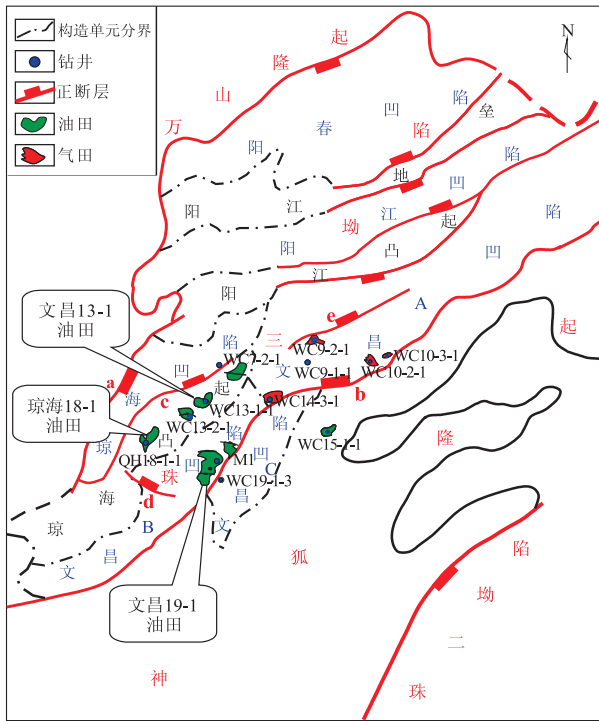 构造单元分界
钻井
正断层
油田
气田
N
万山隆起
阳春凹陷
阳江地垒
阳江凹陷
阳江凸起
珠三坳陷
文昌A凹陷
文昌B凹陷
文昌C凹陷
琼海凹陷
琼海凸起
神狐隆起
珠二坳陷
a
b
c
d
e
文昌13-1
油田
琼海18-1
油田
文昌19-1
油田
WC9-2-1
WC9-1-1
WC10-3-1
WC10-2-1
WC14-3-1
WC13-1-1
WC13-2-1
WC15-1-1
QH18-1-1
M1
WC19-1-3